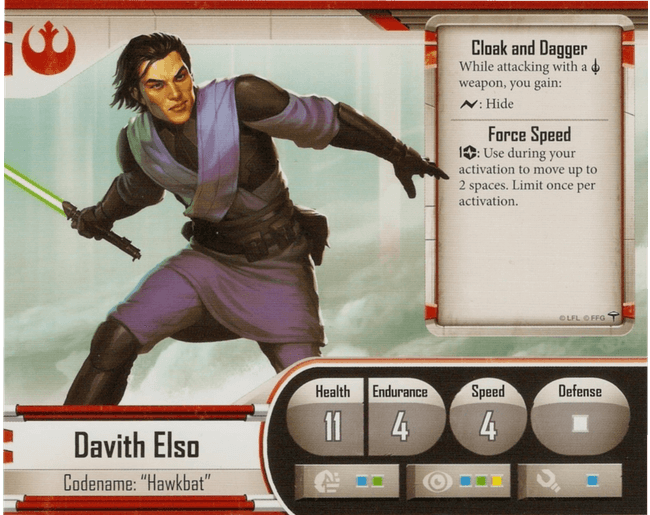 Cloak and Dagger
While attacking with a
weapon, you gain:
: Hide
Force Speed
1 : Use during your
activation to move up to
2 spaces. Limit once per
activation.
© LFL © FFG
Health
Endurance
Speed
Defense
11
4
4
Davith Elso
Codename: “Hawkbat”